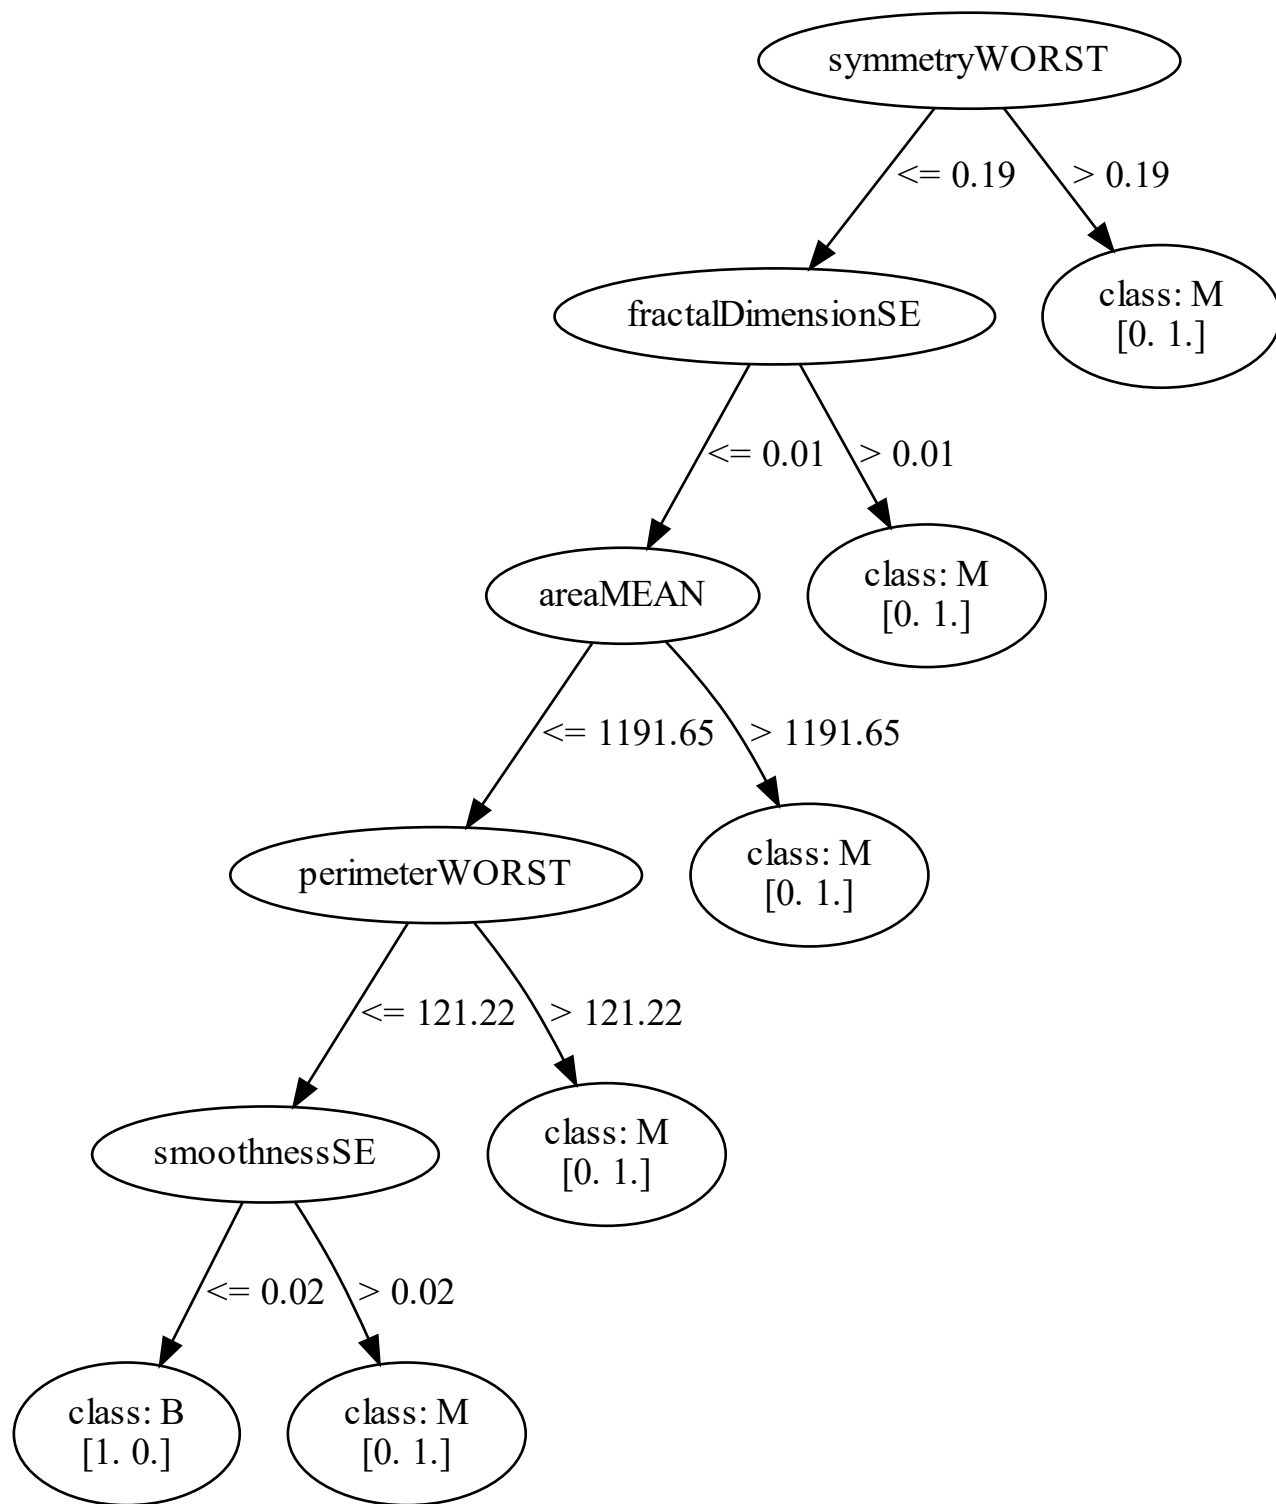 symmetryWORST
<= 0.19
> 0.19
fractalDimensionSE
class: M
[0. 1.]
<= 0.01
> 0.01
areaMEAN
class: M
[0. 1.]
<= 1191.65
> 1191.65
perimeterWORST
class: M
[0. 1.]
<= 121.22
> 121.22
smoothnessSE
class: M
[0. 1.]
<= 0.02
> 0.02
class: B
[1. 0.]
class: M
[0. 1.]